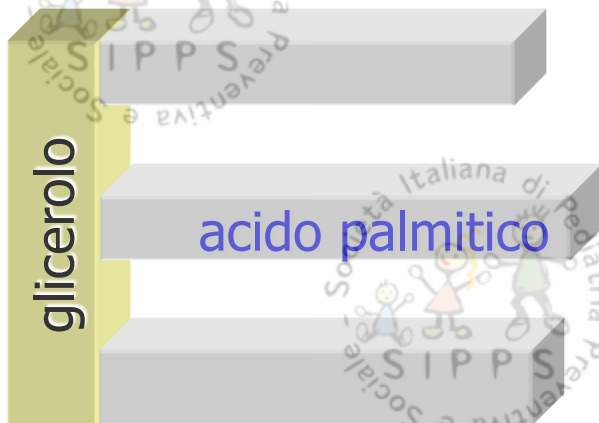 glicerolo
acido palmitico
Società Italiana di Pediatria
SIPPS
Preventiva e Sociale
SIPPS